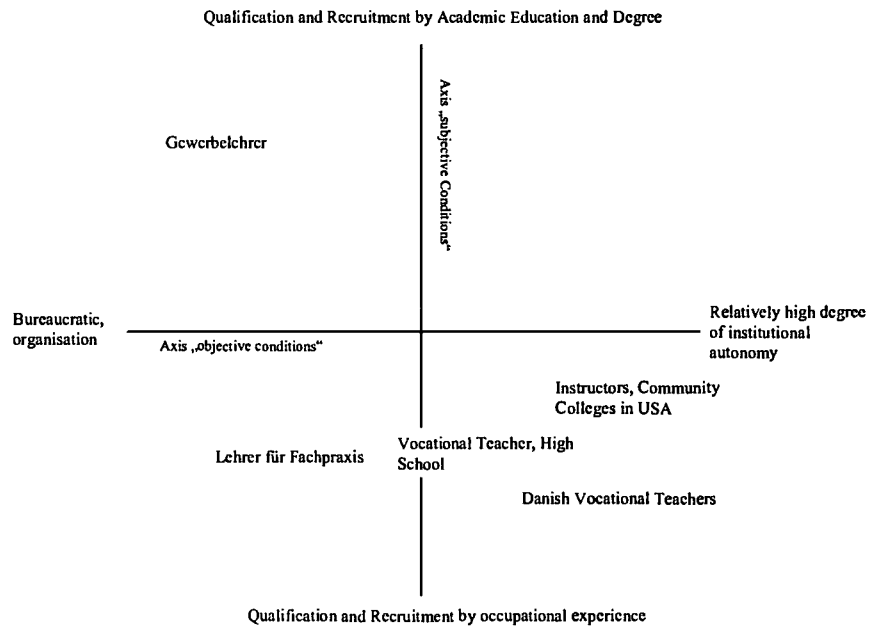 Qualification and Recruitment by Academic Education and Degree
Axis „subjective Conditions“
Gewerbelehrer
Bureaucratic,
organisation
Axis „objective conditions“
Relatively high degree
of institutional
autonomy
Instructors, Community
Colleges in USA
Lehrer für Fachpraxis
Vocational Teacher, High
School
Danish Vocational Teachers
Qualification and Recruitment by occupational experience